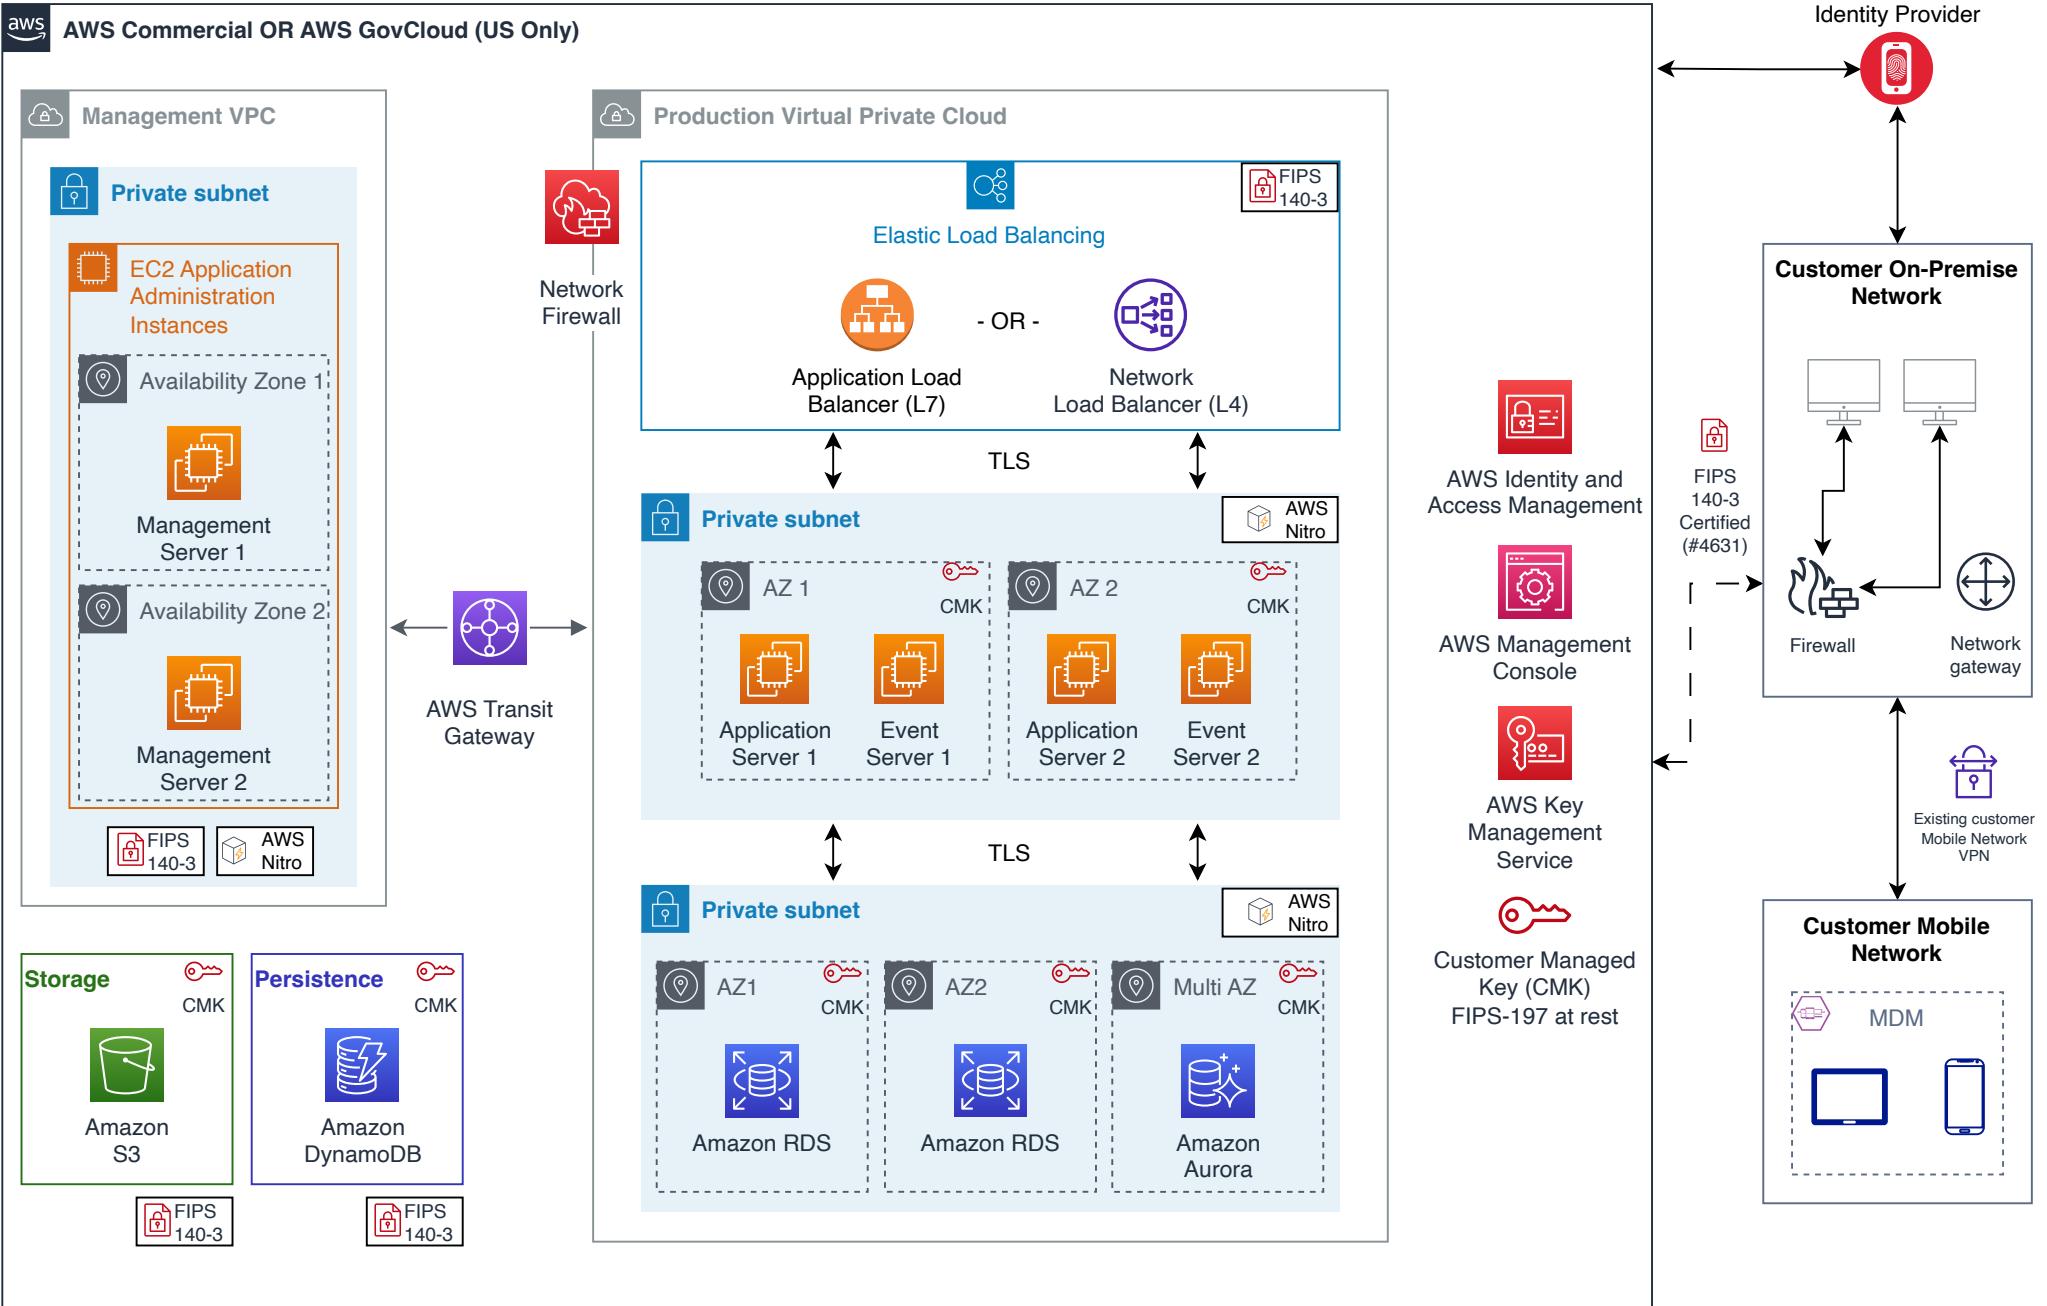 aws
AWS Commercial OR AWS GovCloud (US Only)
Identity Provider
Management VPC
Private subnet
EC2 Application
Administration
Instances
Availability Zone 1
Management
Server 1
Availability Zone 2
Management
Server 2
FIPS
140-3
AWS
Nitro
Storage
CMK
Amazon
S3
FIPS
140-3
Persistence
CMK
Amazon
DynamoDB
FIPS
140-3
AWS Transit
Gateway
Network
Firewall
Production Virtual Private Cloud
FIPS
140-3
Elastic Load Balancing
Application Load
Balancer (L7)
- OR -
Network
Load Balancer (L4)
TLS
Private subnet
AWS
Nitro
AZ 1
CMK
Application
Server 1
Event
Server 1
AZ 2
CMK
Application
Server 2
Event
Server 2
TLS
Private subnet
AWS
Nitro
AZ1
CMK
Amazon RDS
AZ2
CMK
Amazon RDS
Multi AZ
CMK
Amazon
Aurora
AWS Identity and
Access Management
AWS Management
Console
AWS Key
Management
Service
Customer Managed
Key (CMK)
FIPS-197 at rest
FIPS
140-3
Certified
(#4631)
Customer On-Premise
Network
Firewall
Network
gateway
Existing customer
Mobile Network
VPN
Customer Mobile
Network
MDM